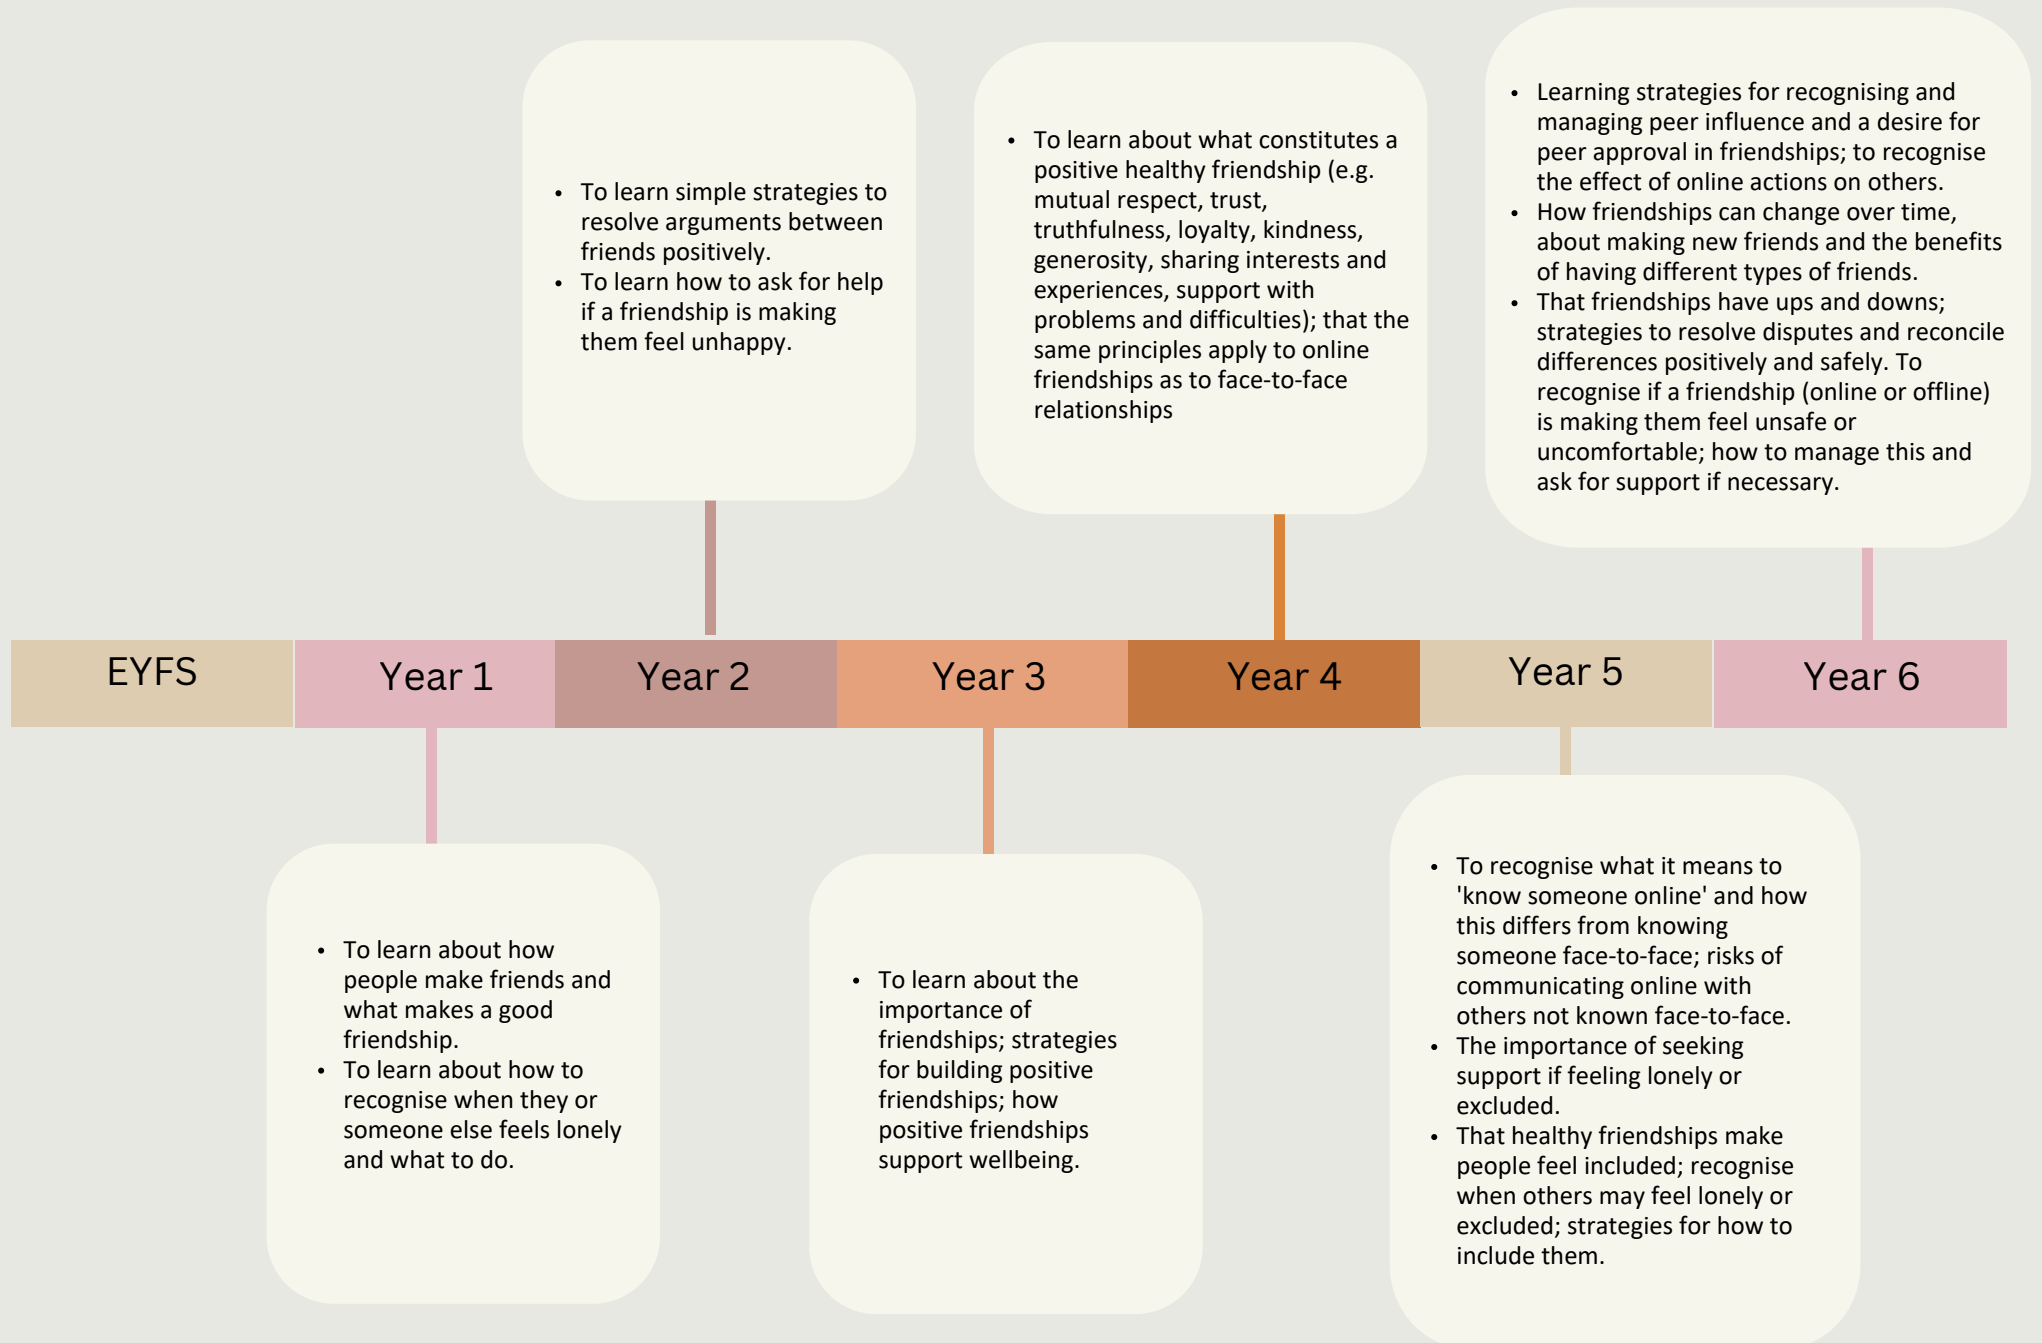 • To learn simple strategies to
resolve arguments between
friends positively.
• To learn how to ask for help
if a friendship is making
them feel unhappy.
• To learn about what constitutes a
positive healthy friendship (e.g.
mutual respect, trust,
truthfulness, loyalty, kindness,
generosity, sharing interests and
experiences, support with
problems and difficulties); that the
same principles apply to online
friendships as to face-to-face
relationships
• Learning strategies for recognising and
managing peer influence and a desire for
peer approval in friendships; to recognise
the effect of online actions on others.
• How friendships can change over time,
about making new friends and the benefits
of having different types of friends.
• That friendships have ups and downs;
strategies to resolve disputes and reconcile
differences positively and safely. To
recognise if a friendship (online or offline)
is making them feel unsafe or
uncomfortable; how to manage this and
ask for support if necessary.
EYFS
Year 1
Year 2
Year 3
Year 4
Year 5
Year 6
• To learn about how
people make friends and
what makes a good
friendship.
• To learn about how to
recognise when they or
someone else feels lonely
and what to do.
• To learn about the
importance of
friendships; strategies
for building positive
friendships; how
positive friendships
support wellbeing.
• To recognise what it means to
'know someone online' and how
this differs from knowing
someone face-to-face; risks of
communicating online with
others not known face-to-face.
• The importance of seeking
support if feeling lonely or
excluded.
• That healthy friendships make
people feel included; recognise
when others may feel lonely or
excluded; strategies for how to
include them.